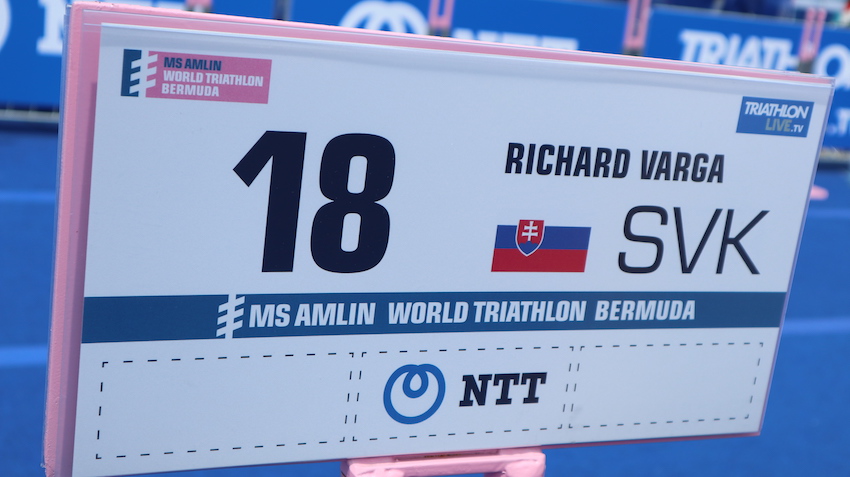 NTT
TRIATHLON
MS AMLIN
WORLD TRIATHLON
BERMUDA
TRIATHLON
LIVE.TV
18
RICHARD VARGA
SVK
MS AMLIN WORLD TRIATHLON BERMUDA
NTT